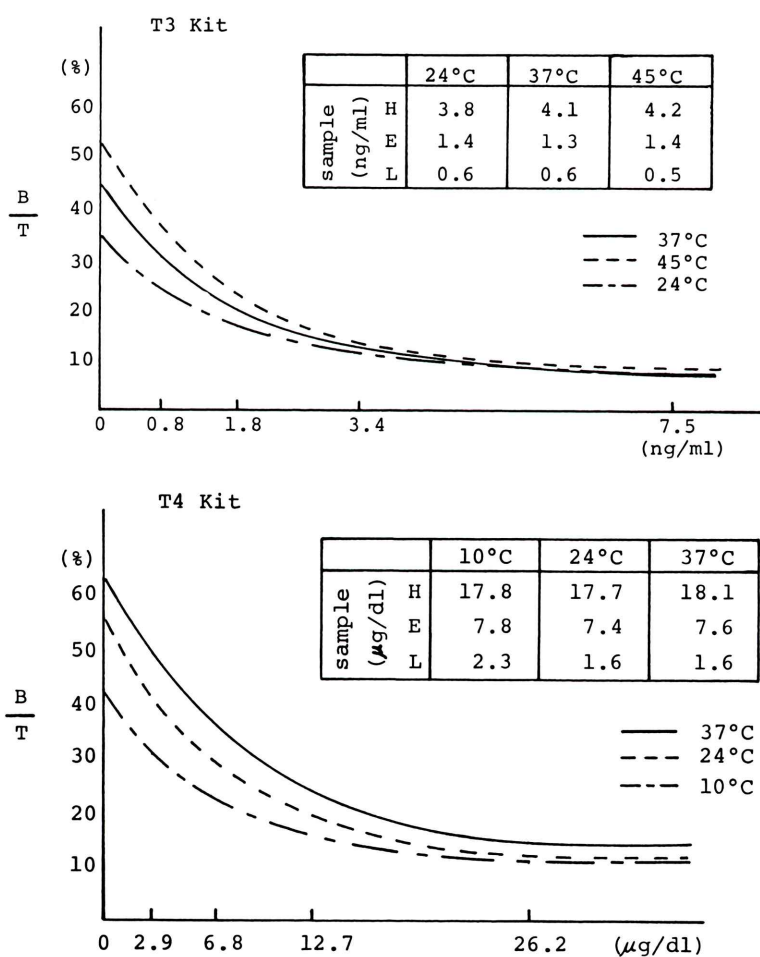 T3 Kit
(%)
60
50
40
30
20
10
B
T
24°C 37°C 45°C
sample (ng/ml)
H 3.8 4.1 4.2
E 1.4 1.3 1.4
L 0.6 0.6 0.5
37°C
45°C
24°C
0 0.8 1.8 3.4 7.5
(ng/ml)
T4 Kit
(%)
60
50
40
30
20
10
B
T
10°C 24°C 37°C
sample (μg/dl)
H 17.8 17.7 18.1
E 7.8 7.4 7.6
L 2.3 1.6 1.6
37°C
24°C
10°C
0 2.9 6.8 12.7 26.2 (μg/dl)